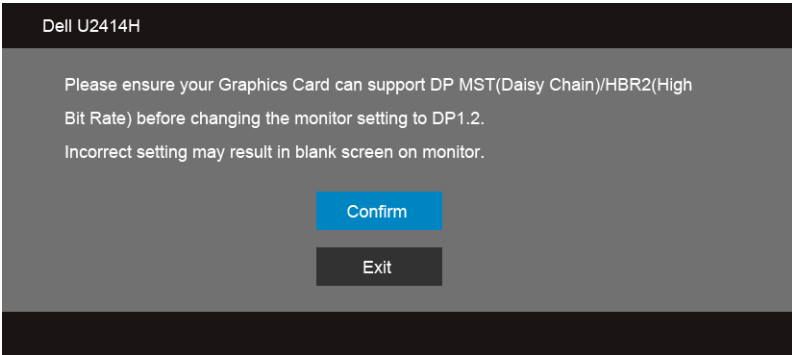 Dell U2414H
Please ensure your Graphics Card can support DP MST(Daisy Chain)/HBR2(High
Bit Rate) before changing the monitor setting to DP1.2.
Incorrect setting may result in blank screen on monitor.
Confirm
Exit